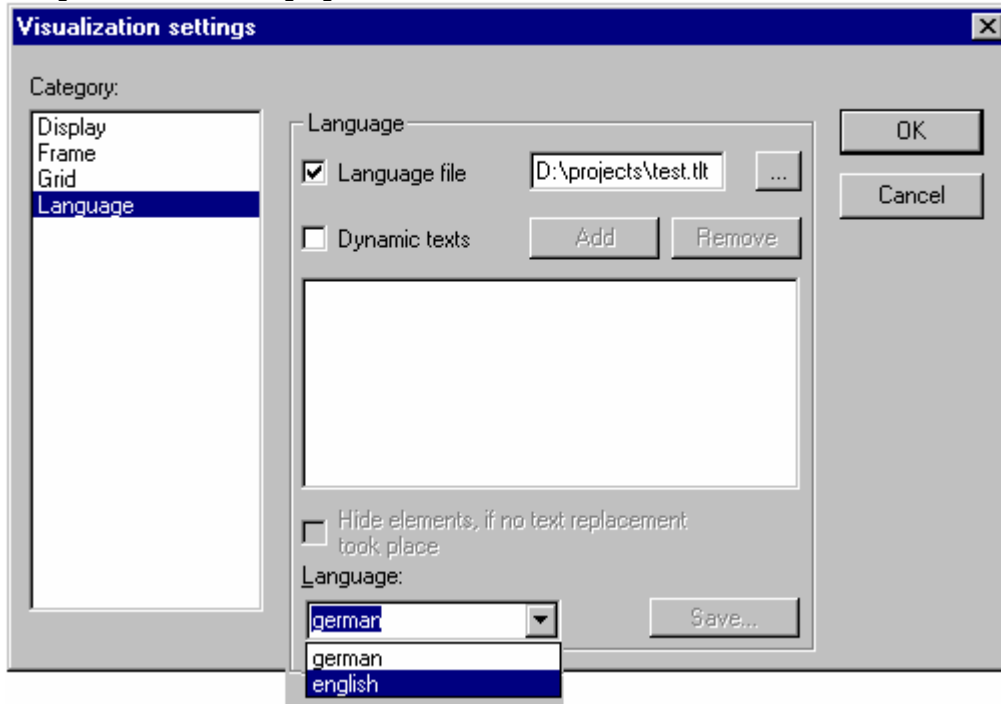 Visualization settings
Category:
Display
Frame
Grid
Language
Language
Language file D:\projects\test.tlt ...
Dynamic texts Add Remove
Hide elements, if no text replacement
took place
Language:
german Save...
german
english
OK
Cancel